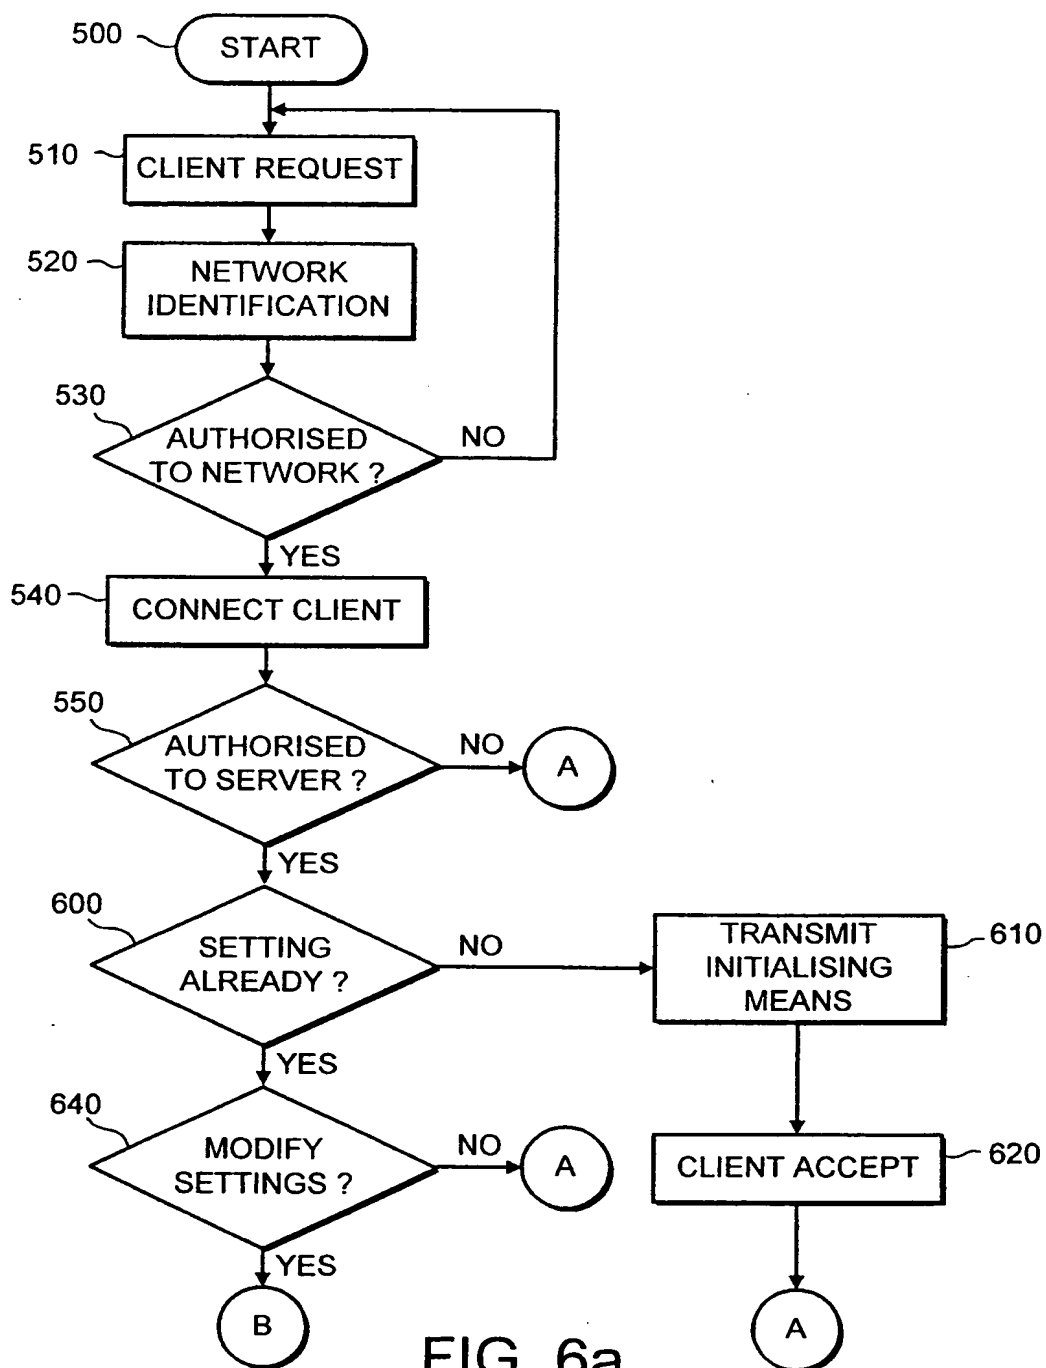 500
START
510
CLIENT REQUEST
520
NETWORK
IDENTIFICATION
530
AUTHORISED
TO NETWORK ?
NO
YES
540
CONNECT CLIENT
550
AUTHORISED
TO SERVER ?
NO
A
YES
600
SETTING
ALREADY ?
NO
TRANSMIT
INITIALISING
MEANS
610
YES
640
MODIFY
SETTINGS ?
NO
A
CLIENT ACCEPT
620
YES
B
A
FIG. 6a